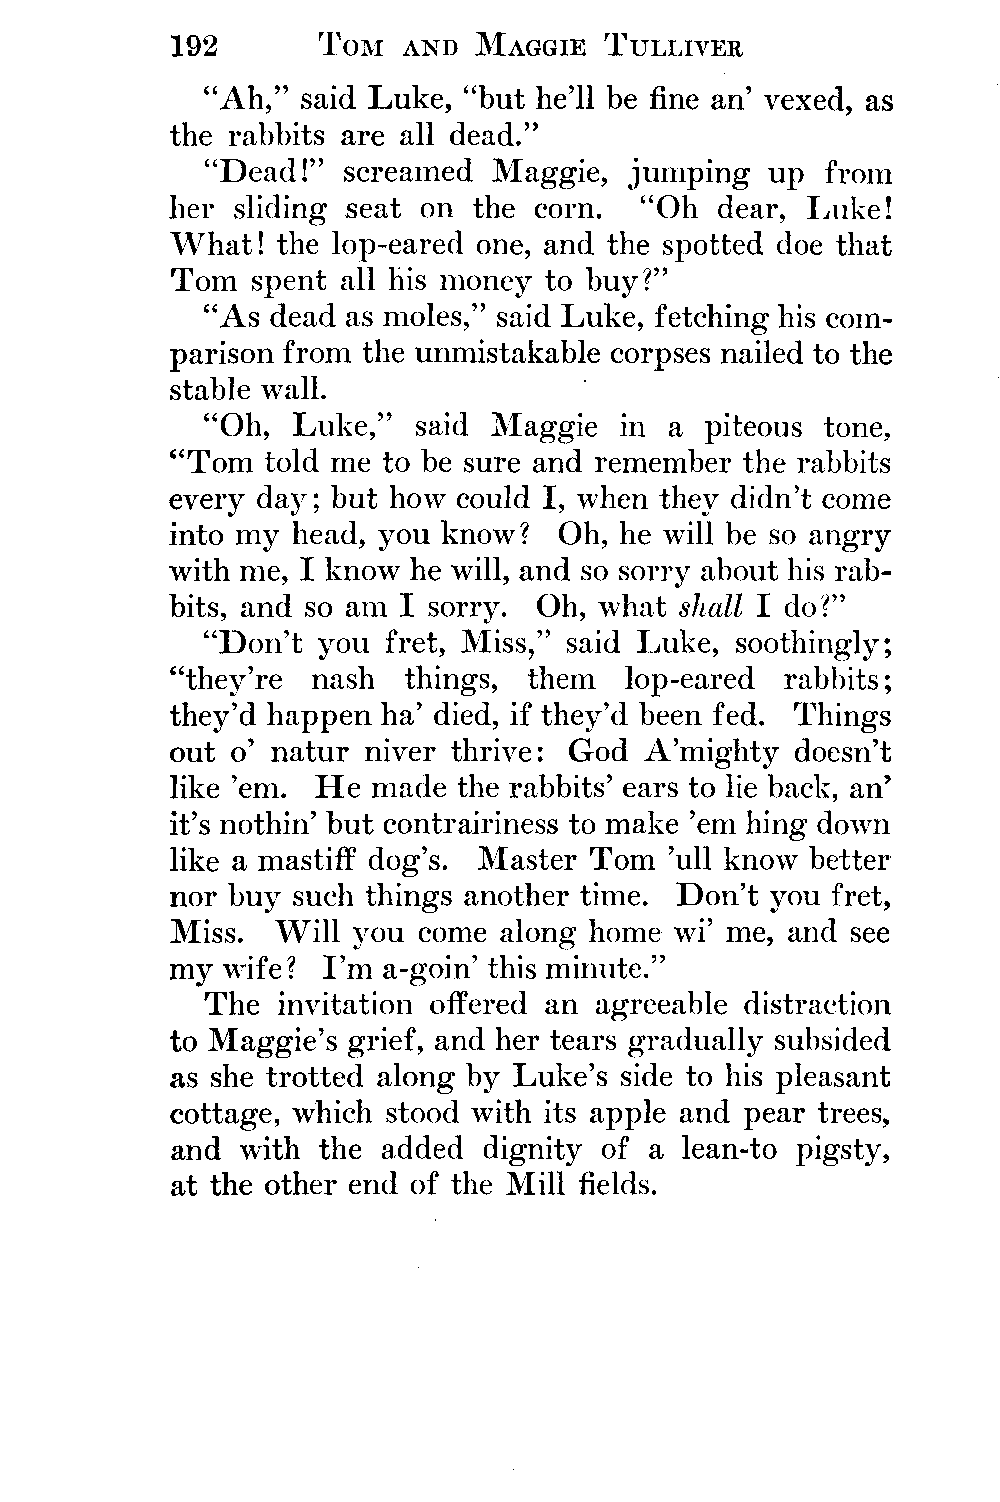 192 Tom and Maggie Tulliver
“Ah,” said Luke, “but he’ll be fine an’ vexed, as
the rabbits are all dead.”
“Dead!” screamed Maggie, jumping up from
her sliding seat on the corn. “Oh dear, Luke!
What! the lop-eared one, and the spotted doe that
Tom spent all his money to buy?”
“As dead as moles,” said Luke, fetching his com-
parison from the unmistakable corpses nailed to the
stable wall.
“Oh, Luke,” said Maggie in a piteous tone,
“Tom told me to be sure and remember the rabbits
every day; but how could I, when they didn’t come
into my head, you know? Oh, he will be so angry
with me, I know he will, and so sorry about his rab-
bits, and so am I sorry. Oh, what shall I do?”
“Don’t you fret, Miss,” said Luke, soothingly;
“they’re nash things, them lop-eared rabbits;
they’d happen ha’ died, if they’d been fed. Things
out o’ natur niver thrive: God A’mighty doesn’t
like ’em. He made the rabbits’ ears to lie back, an’
it’s nothin’ but contrairiness to make ’em hing down
like a mastiff dog’s. Master Tom ’ull know better
nor buy such things another time. Don’t you fret,
Miss. Will you come along home wi’ me, and see
my wife? I’m a-goin’ this minute.”
The invitation offered an agreeable distraction
to Maggie’s grief, and her tears gradually subsided
as she trotted along by Luke’s side to his pleasant
cottage, which stood with its apple and pear trees,
and with the added dignity of a lean-to pigsty,
at the other end of the Mill fields.